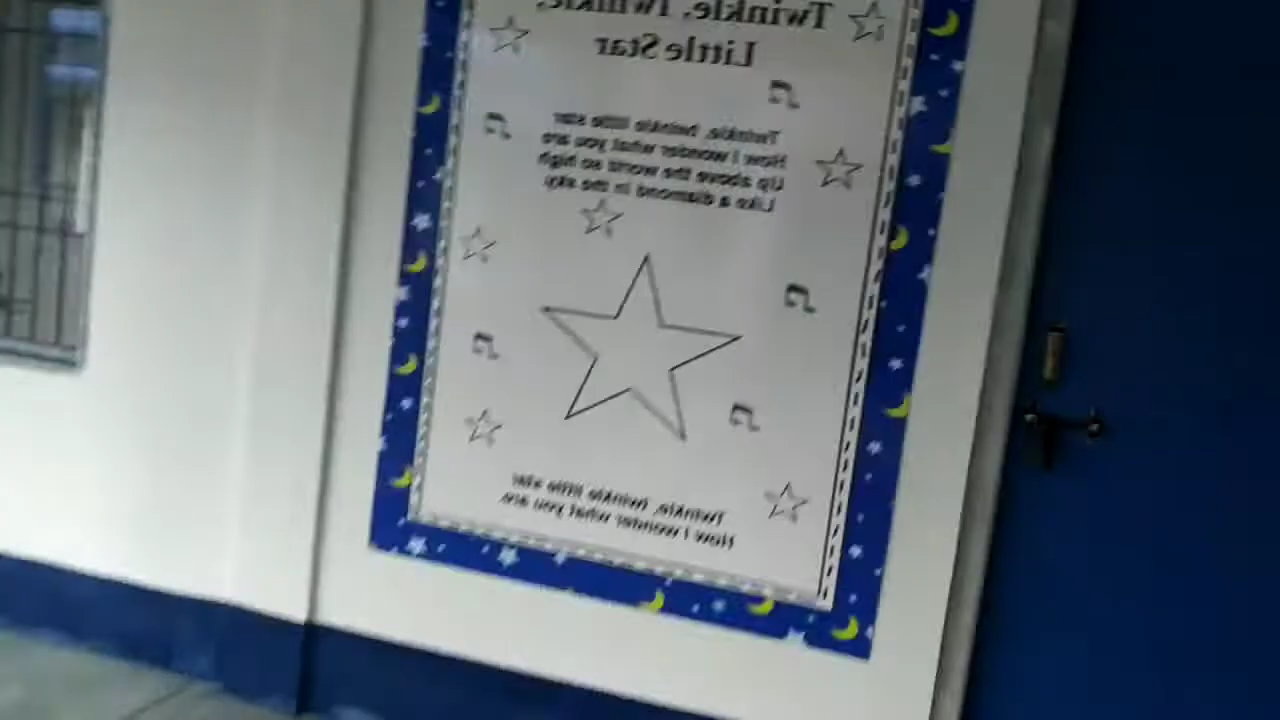 Twinkle, Twinkle,
Little Star
Twinkle, twinkle little star
How I wonder what you are
Up above the world so high
Like a diamond in the sky.
Twinkle, twinkle little star
How I wonder what you are.